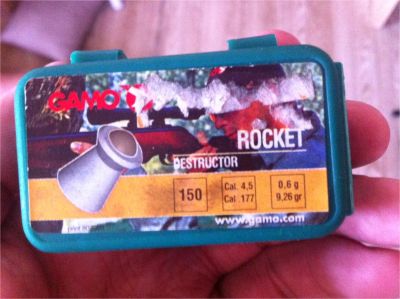 GAMO
ROCKET
DESTRUCTOR
150
Cal. 4,5
Cal .177
0,6 g
9,26 gr
www.gamo.com